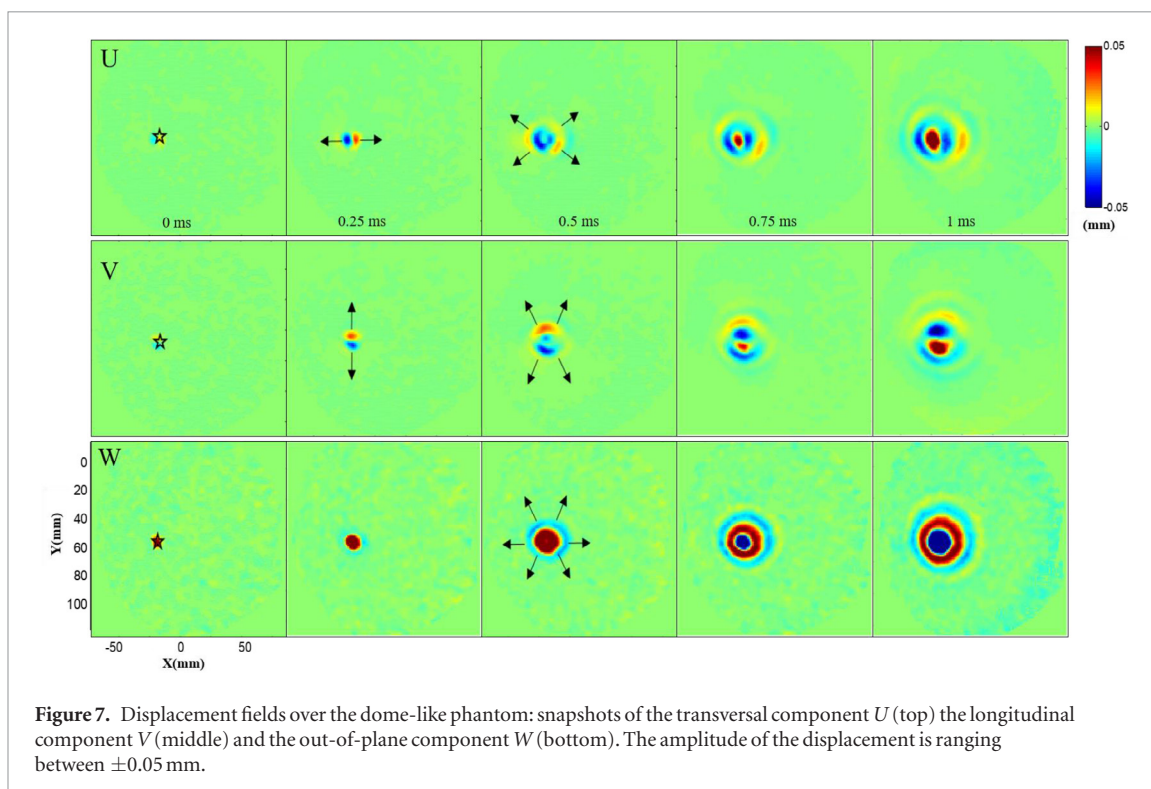 U
0.05
0
-0.05
(mm)
0 ms
0.25 ms
0.5 ms
0.75 ms
1 ms
V
W
0
20
40
60
80
100
Y(mm)
-50
0
50
X(mm)
Figure 7. Displacement fields over the dome-like phantom: snapshots of the transversal component U (top) the longitudinal
component V (middle) and the out-of-plane component W (bottom). The amplitude of the displacement is ranging
between ±0.05 mm.